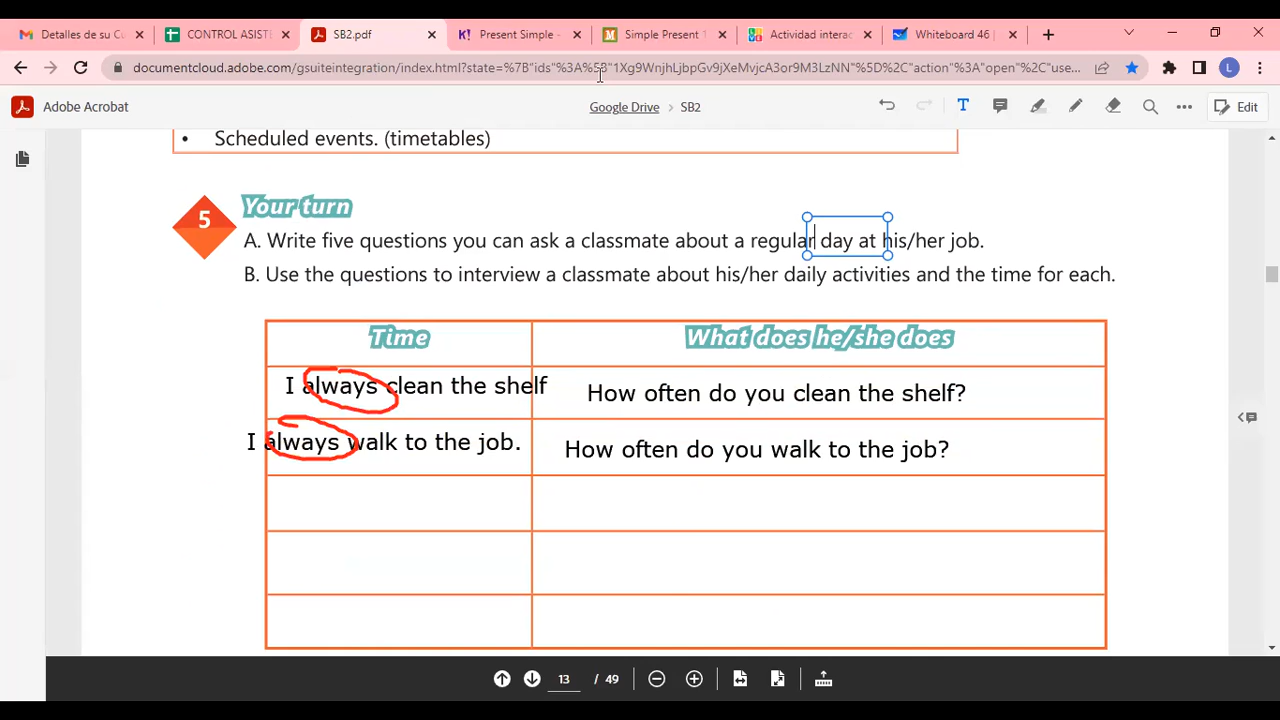 Detalles de su Cu
CONTROL ASISTE
SB2.pdf
Present Simple -
Simple Present 1
Actividad interac
Whiteboard 46 |
documentcloud.adobe.com/gsuiteintegration/index.html?state=%7B"ids"%3A%5B"1Xg9WnjhLjbpGv9jXeMvjcA3or9M3LzNN"%5D%2C"action"%3A"open"%2C"use...
L
Adobe Acrobat
Google Drive > SB2
T
Edit
• Scheduled events. (timetables)
5
Your turn
A. Write five questions you can ask a classmate about a regular day at his/her job.
B. Use the questions to interview a classmate about his/her daily activities and the time for each.
Time
What does he/she does
I always clean the shelf
How often do you clean the shelf?
I always walk to the job.
How often do you walk to the job?
13 / 49